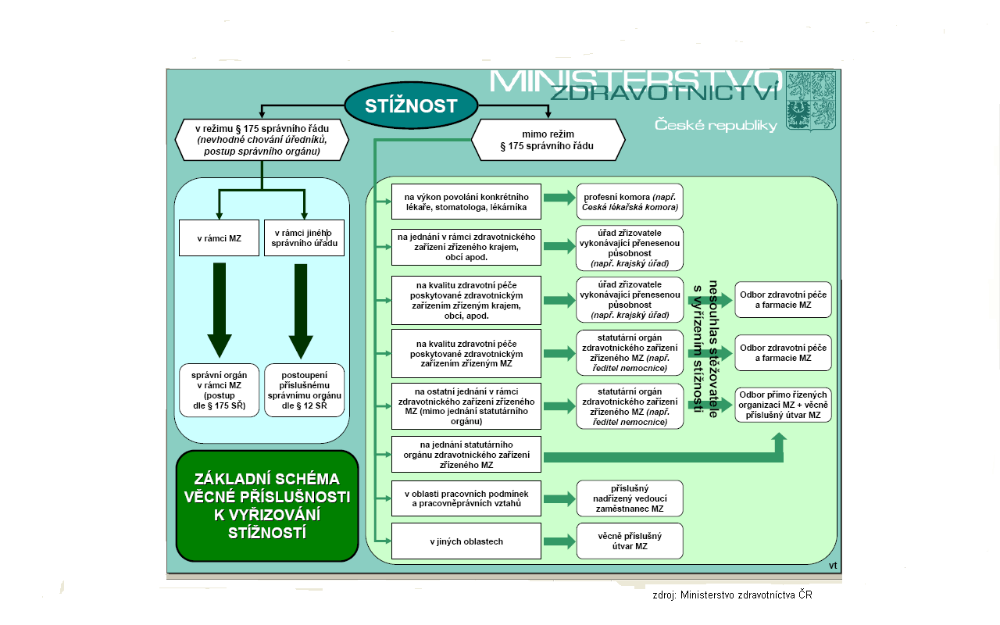 MINISTERSTVO
ZDRAVOTNICTVÍ
České republiky
STÍŽNOST
v režimu § 175 správního řádu
(nevhodné chování úředníků,
postup správního orgánu)
mimo režim
§ 175 správního řádu
v rámci MZ
v rámci jiného
správního úřadu
správní orgán
v rámci MZ
(postup
dle § 175 SŘ)
postoupení
příslušnému
správnímu orgánu
dle § 12 SŘ
ZÁKLADNÍ SCHÉMA
VĚCNÉ PŘÍSLUŠNOSTI
K VYŘIZOVÁNÍ
STÍŽNOSTÍ
na výkon povolání konkrétního
lékaře, stomatologa, lékárníka
profesní komora (např.
Česká lékařská komora)
na jednání v rámci zdravotnického
zařízení zřízeného krajem,
obcí apod.
úřad zřizovatele
vykonávající přenesenou
působnost
(např. krajský úřad)
na kvalitu zdravotní péče
poskytované zdravotnickým
zařízením zřízeným krajem,
obcí, apod.
úřad zřizovatele
vykonávající přenesenou
působnost
(např. krajský úřad)
nesouhlas stěžovatele
s vyřízením stížnosti
Odbor zdravotní péče
a farmacie MZ
na kvalitu zdravotní péče
poskytované zdravotnickým
zařízením zřízeným MZ
statutární orgán
zdravotnického zařízení
zřízeného MZ (např.
ředitel nemocnice)
Odbor zdravotní péče
a farmacie MZ
na ostatní jednání v rámci
zdravotnického zařízení zřízeného
MZ (mimo jednání statutárního
orgánu)
statutární orgán
zdravotnického zařízení
zřízeného MZ (např.
ředitel nemocnice)
Odbor přímo řízených
organizací MZ + věcně
příslušný útvar MZ
na jednání statutárního
orgánu zdravotnického zařízení
zřízeného MZ
v oblasti pracovních podmínek
a pracovněprávních vztahů
příslušný
nadřízený vedoucí
zaměstnanec MZ
v jiných oblastech
věcně příslušný
útvar MZ
vt
zdroj: Ministerstvo zdravotníctva ČR